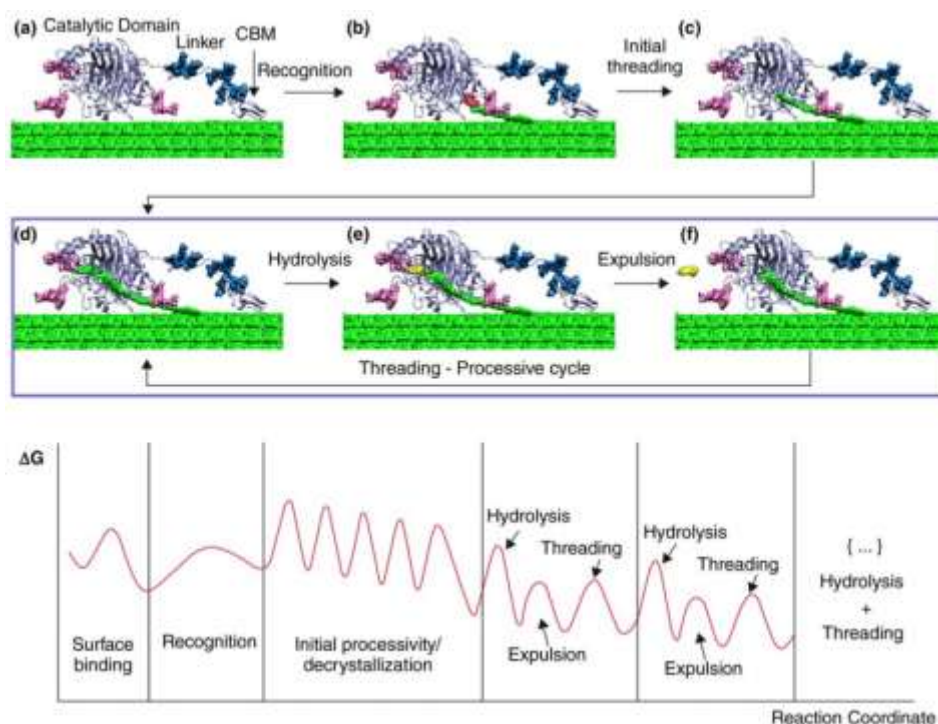 (a) Catalytic Domain
Linker
CBM
Recognition
(b)
Initial
threading
(c)
(d)
Hydrolysis
(e)
Expulsion
(f)
Threading - Processive cycle
ΔG
Hydrolysis
Threading
Expulsion
Hydrolysis
Threading
Expulsion
{ ... }
Hydrolysis
+
Threading
Surface
binding
Recognition
Initial processivity/
decrystallization
Reaction Coordinate